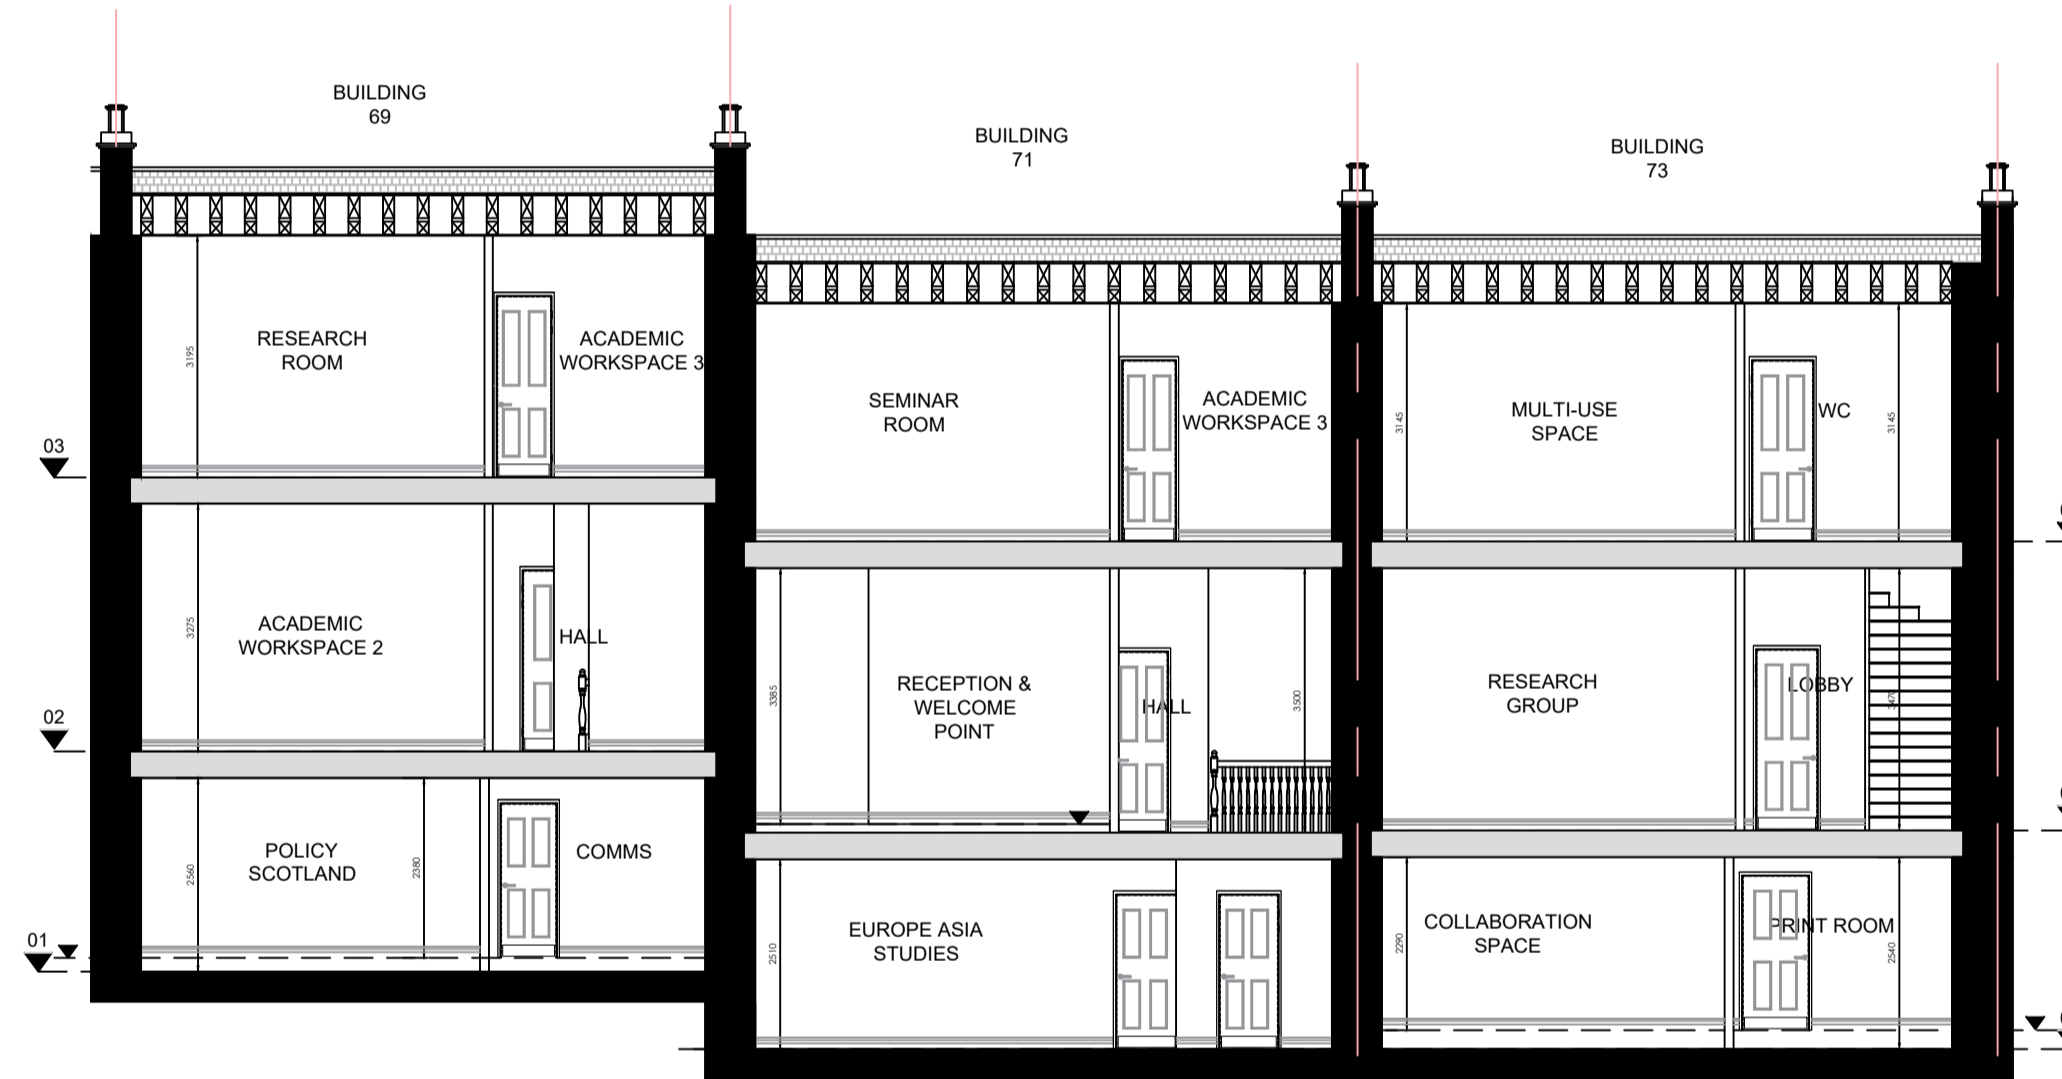 BUILDING
69
BUILDING
71
BUILDING
73
RESEARCH
ROOM
3195
ACADEMIC
WORKSPACE 3
SEMINAR
ROOM
ACADEMIC
WORKSPACE 3
3145
MULTI-USE
SPACE
WC
3145
03
ACADEMIC
WORKSPACE 2
3275
HALL
02
RECEPTION &
WELCOME
POINT
3385
HALL
3500
RESEARCH
GROUP
LOBBY
POLICY
SCOTLAND
2560
2380
COMMS
01
EUROPE ASIA
STUDIES
2510
COLLABORATION
SPACE
2290
PRINT ROOM
2540